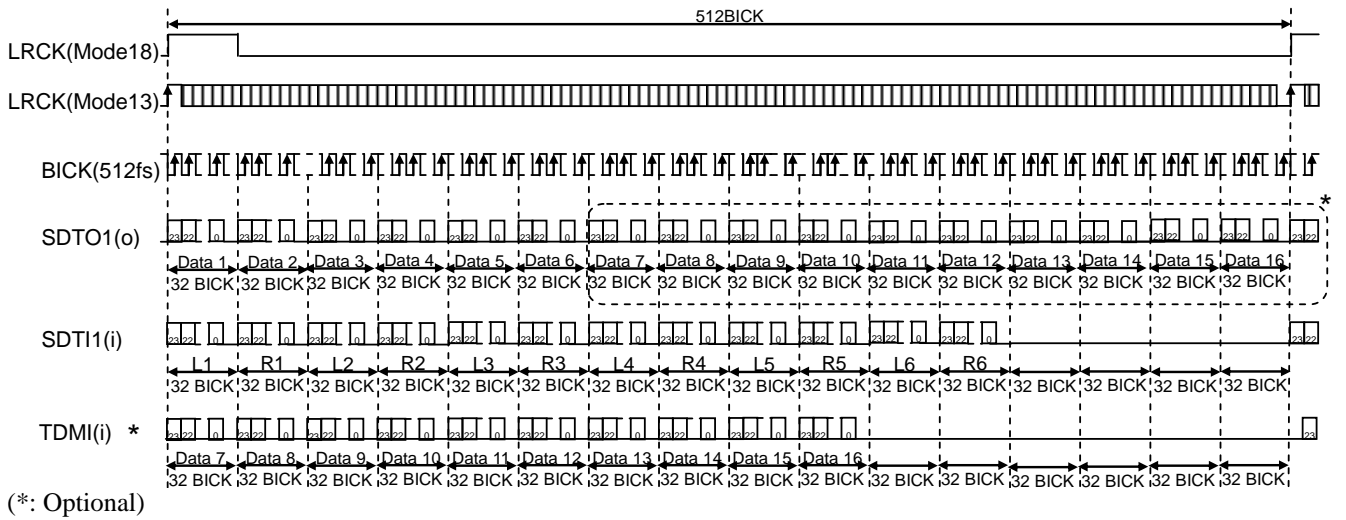 512BICK
LRCK(Mode18)
LRCK(Mode13)
BICK(512fs)
*
SDTO1(o)
23 22 0 23 22 0 23 22 0 23 22 0 23 22 0 23 22 0 23 22 0 23 22 0 23 22 0 23 22 0 23 22 0 23 22 0 23 22 0 23 22 0 23 22 0 23 22 0 23 22
Data 1 Data 2 Data 3 Data 4 Data 5 Data 6 Data 7 Data 8 Data 9 Data 10 Data 11 Data 12 Data 13 Data 14 Data 15 Data 16
32 BICK 32 BICK 32 BICK 32 BICK 32 BICK 32 BICK 32 BICK 32 BICK 32 BICK 32 BICK 32 BICK 32 BICK 32 BICK 32 BICK 32 BICK 32 BICK
SDTI1(i)
23 22 0 23 22 0 23 22 0 23 22 0 23 22 0 23 22 0 23 22 0 23 22 0 23 22 0 23 22 0 23 22 0 23 22 0 23 22
L1 R1 L2 R2 L3 R3 L4 R4 L5 R5 L6 R6
32 BICK 32 BICK 32 BICK 32 BICK 32 BICK 32 BICK 32 BICK 32 BICK 32 BICK 32 BICK 32 BICK 32 BICK 32 BICK 32 BICK 32 BICK 32 BICK
TDMI(i) *
23 22 0 23 22 0 23 22 0 23 22 0 23 22 0 23 22 0 23 22 0 23 22 0 23 22 0 23 22 0 23
Data 7 Data 8 Data 9 Data 10 Data 11 Data 12 Data 13 Data 14 Data 15 Data 16
32 BICK 32 BICK 32 BICK 32 BICK 32 BICK 32 BICK 32 BICK 32 BICK 32 BICK 32 BICK 32 BICK 32 BICK 32 BICK 32 BICK 32 BICK 32 BICK
(*: Optional)